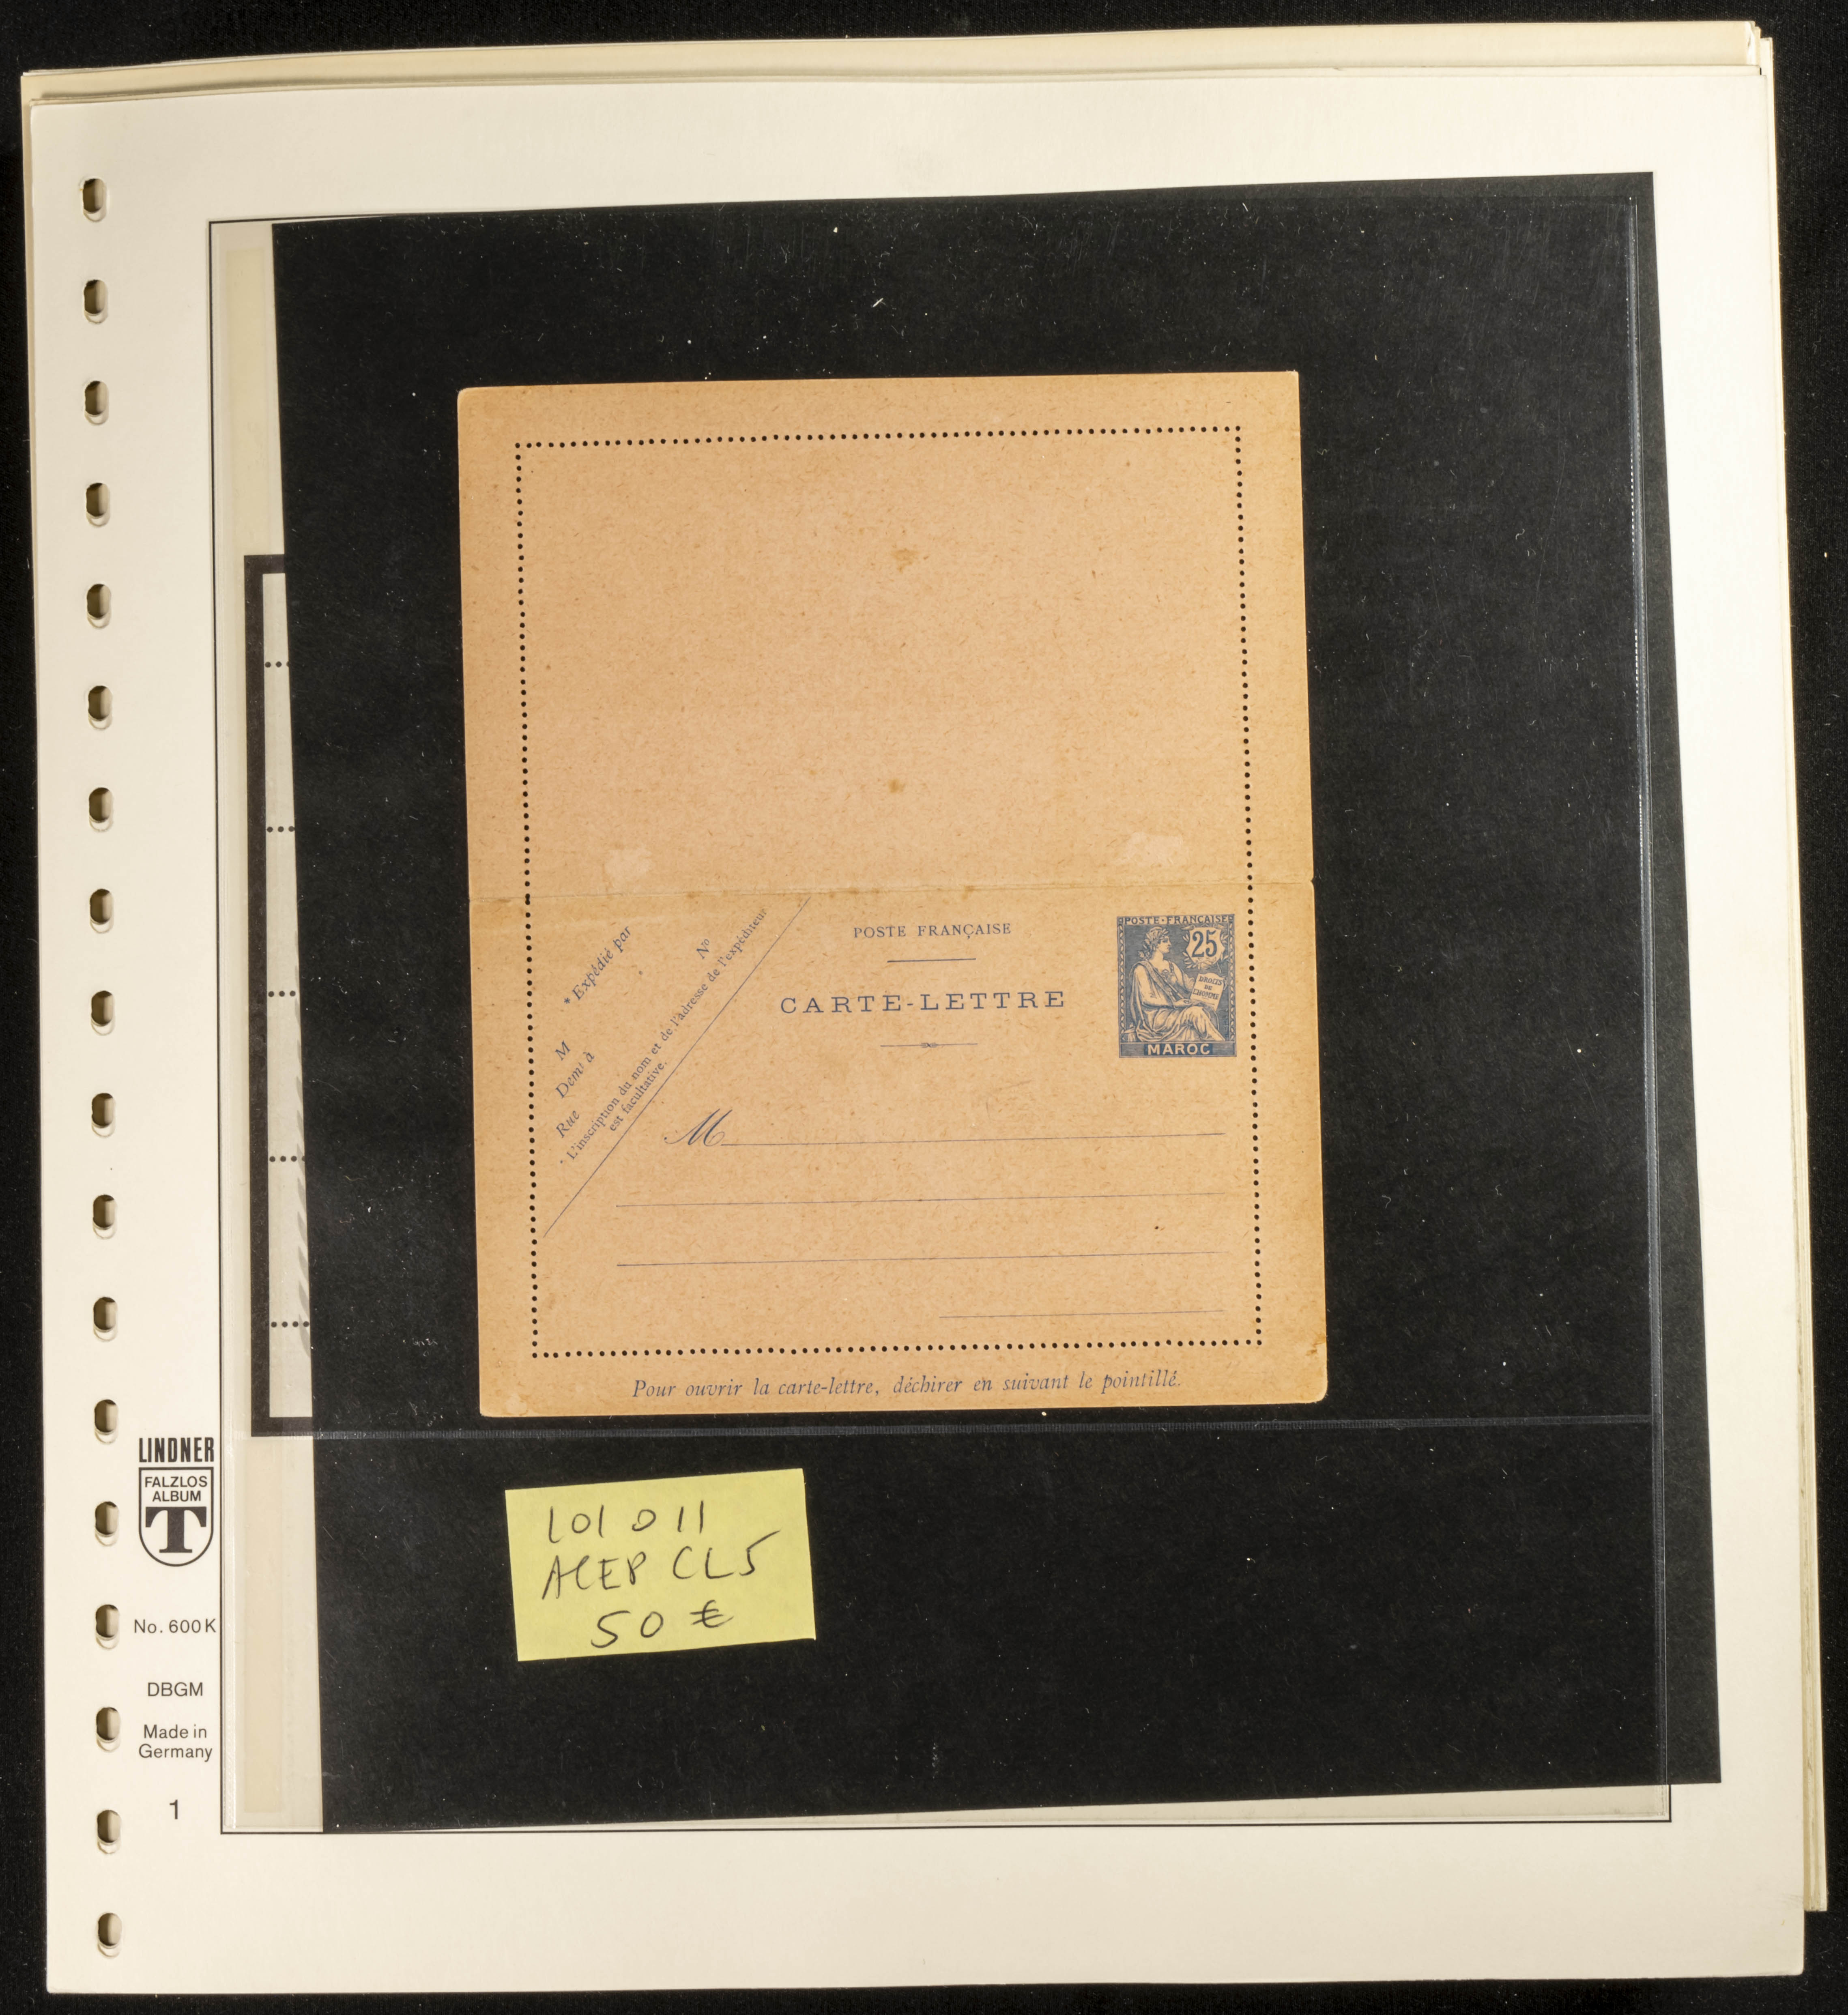 POSTE FRANÇAISE
CARTE-LETTRE
POSTE·FRANÇAISE
25
DROITS
DE
L'HOMME
MAROC
* Expédié par
M
Demt à
Rue
No
* L'inscription du nom et de l'adresse de l'expéditeur
est facultative.
M
Pour ouvrir la carte-lettre, déchirer en suivant le pointillé.
101011
ACEP CL5
50 €
LINDNER
FALZLOS
ALBUM
T
No. 600 K
DBGM
Made in
Germany
1